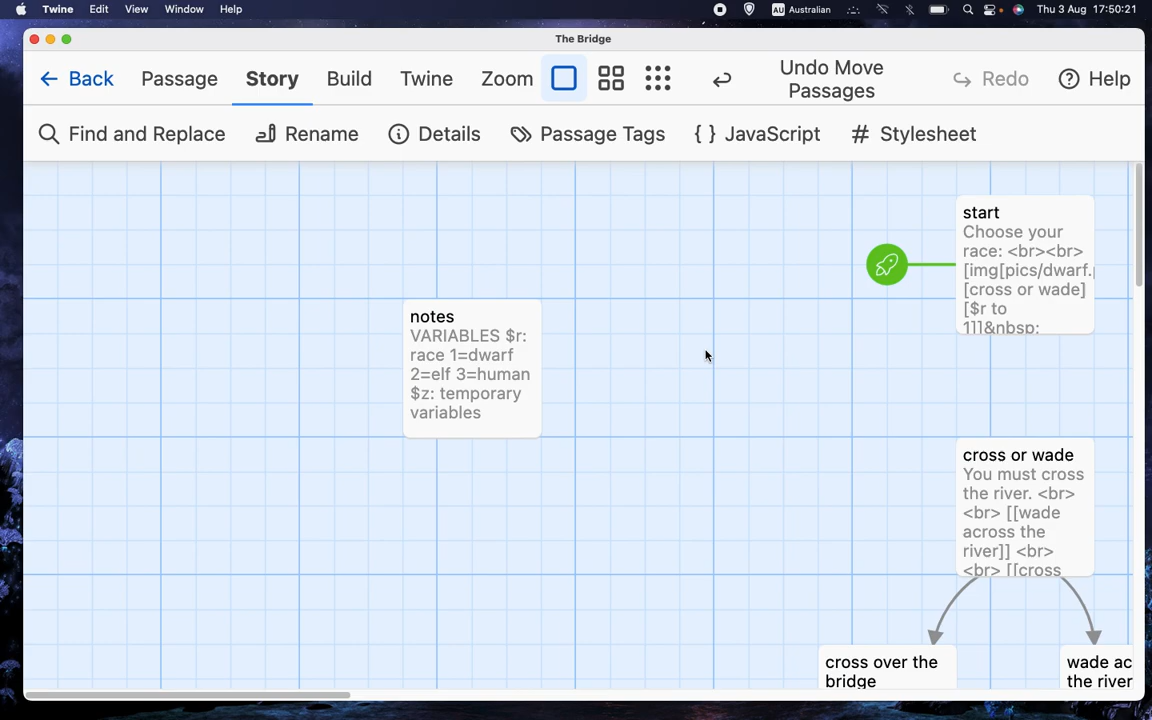 Twine Edit View Window Help AU Australian Thu 3 Aug 17:50:21
The Bridge
Back Passage Story Build Twine Zoom Undo Move Passages Redo Help
Find and Replace Rename Details Passage Tags { } JavaScript # Stylesheet
start
Choose your
race: <br><br>
[img[pics/dwarf.
[cross or wade]
[$r to
1]]&nbsp;
notes
VARIABLES $r:
race 1=dwarf
2=elf 3=human
$z: temporary
variables
cross or wade
You must cross
the river. <br>
<br> [[wade
across the
river]] <br>
<br> [[cross
cross over the
bridge
wade ac
the river